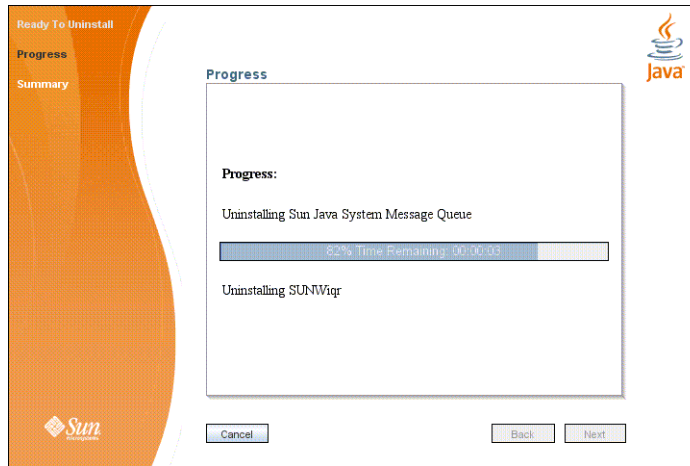 Ready To Uninstall
Progress
Summary
Java
Progress
Progress:
Uninstalling Sun Java System Message Queue
82% Time Remaining: 00:00:03
Uninstalling SUNWiqr
Sun
Cancel
Back
Next